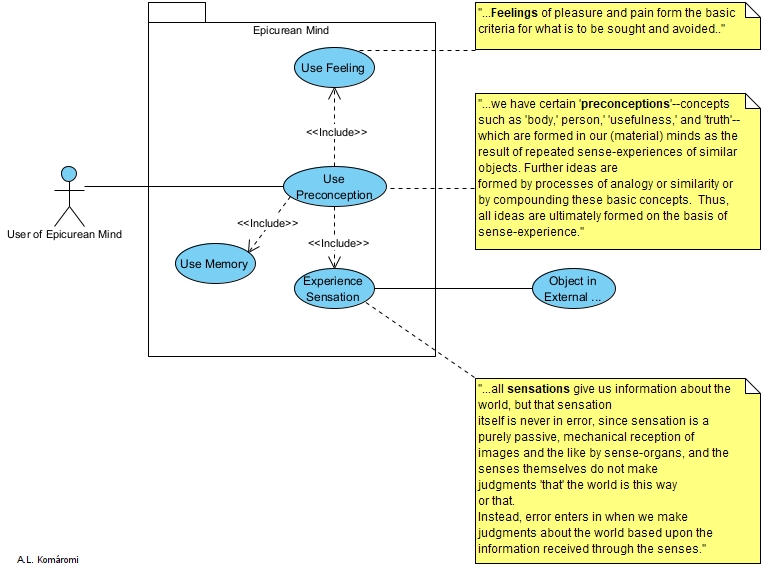 "...Feelings of pleasure and pain form the basic
criteria for what is to be sought and avoided.."
Epicurean Mind
Use Feeling
"...we have certain 'preconceptions'--concepts
such as 'body,' person,' 'usefulness,' and 'truth'--
which are formed in our (material) minds as the
result of repeated sense-experiences of similar
objects. Further ideas are
formed by processes of analogy or similarity or
by compounding these basic concepts.  Thus,
all ideas are ultimately formed on the basis of
sense-experience."
<<Include>>
Use
Preconception
User of Epicurean Mind
<<Include>>
<<Include>>
Use Memory
Experience
Sensation
Object in
External ...
"...all sensations give us information about the
world, but that sensation
itself is never in error, since sensation is a
purely passive, mechanical reception of
images and the like by sense-organs, and the
senses themselves do not make
judgments 'that' the world is this way
or that.
Instead, error enters in when we make
judgments about the world based upon the
information received through the senses."
A.L. Komáromi